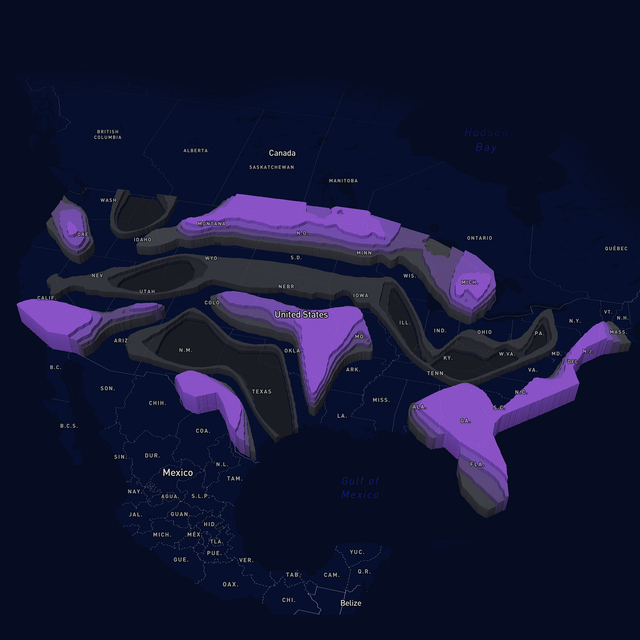 Hudson
Bay
BRITISH
COLUMBIA
ALBERTA
Canada
SASKATCHEWAN
MANITOBA
ONTARIO
QUÉBEC
WASH.
MONTANA
N.D.
IDAHO
MINN
WYO
S.D.
WIS.
MICH.
NEV
UTAH
NEBR
IOWA
CALIF.
COLO
United States
ILL.
IND.
OHIO
PA.
N.Y.
VT.
N.H.
MASS.
ARIZ
N.M.
OKLA
MO
KY.
W.VA.
MD.
DEL.
N.J.
B.C.
SON.
CHIH.
TEXAS
ARK.
TENN.
VA.
N.C.
S.C.
LA.
MISS.
ALA.
GA.
B.C.S.
COA.
FLA.
SIN.
DUR.
N.L.
TAM.
Mexico
Gulf of
Mexico
NAY.
AGUA.
S.L.P.
JAL.
GUAN.
HID.
MICH.
MÉX.
TLA.
PUE.
GUE.
VER.
OAX.
TAB.
CAM.
YUC.
Q.R.
CHI.
Belize